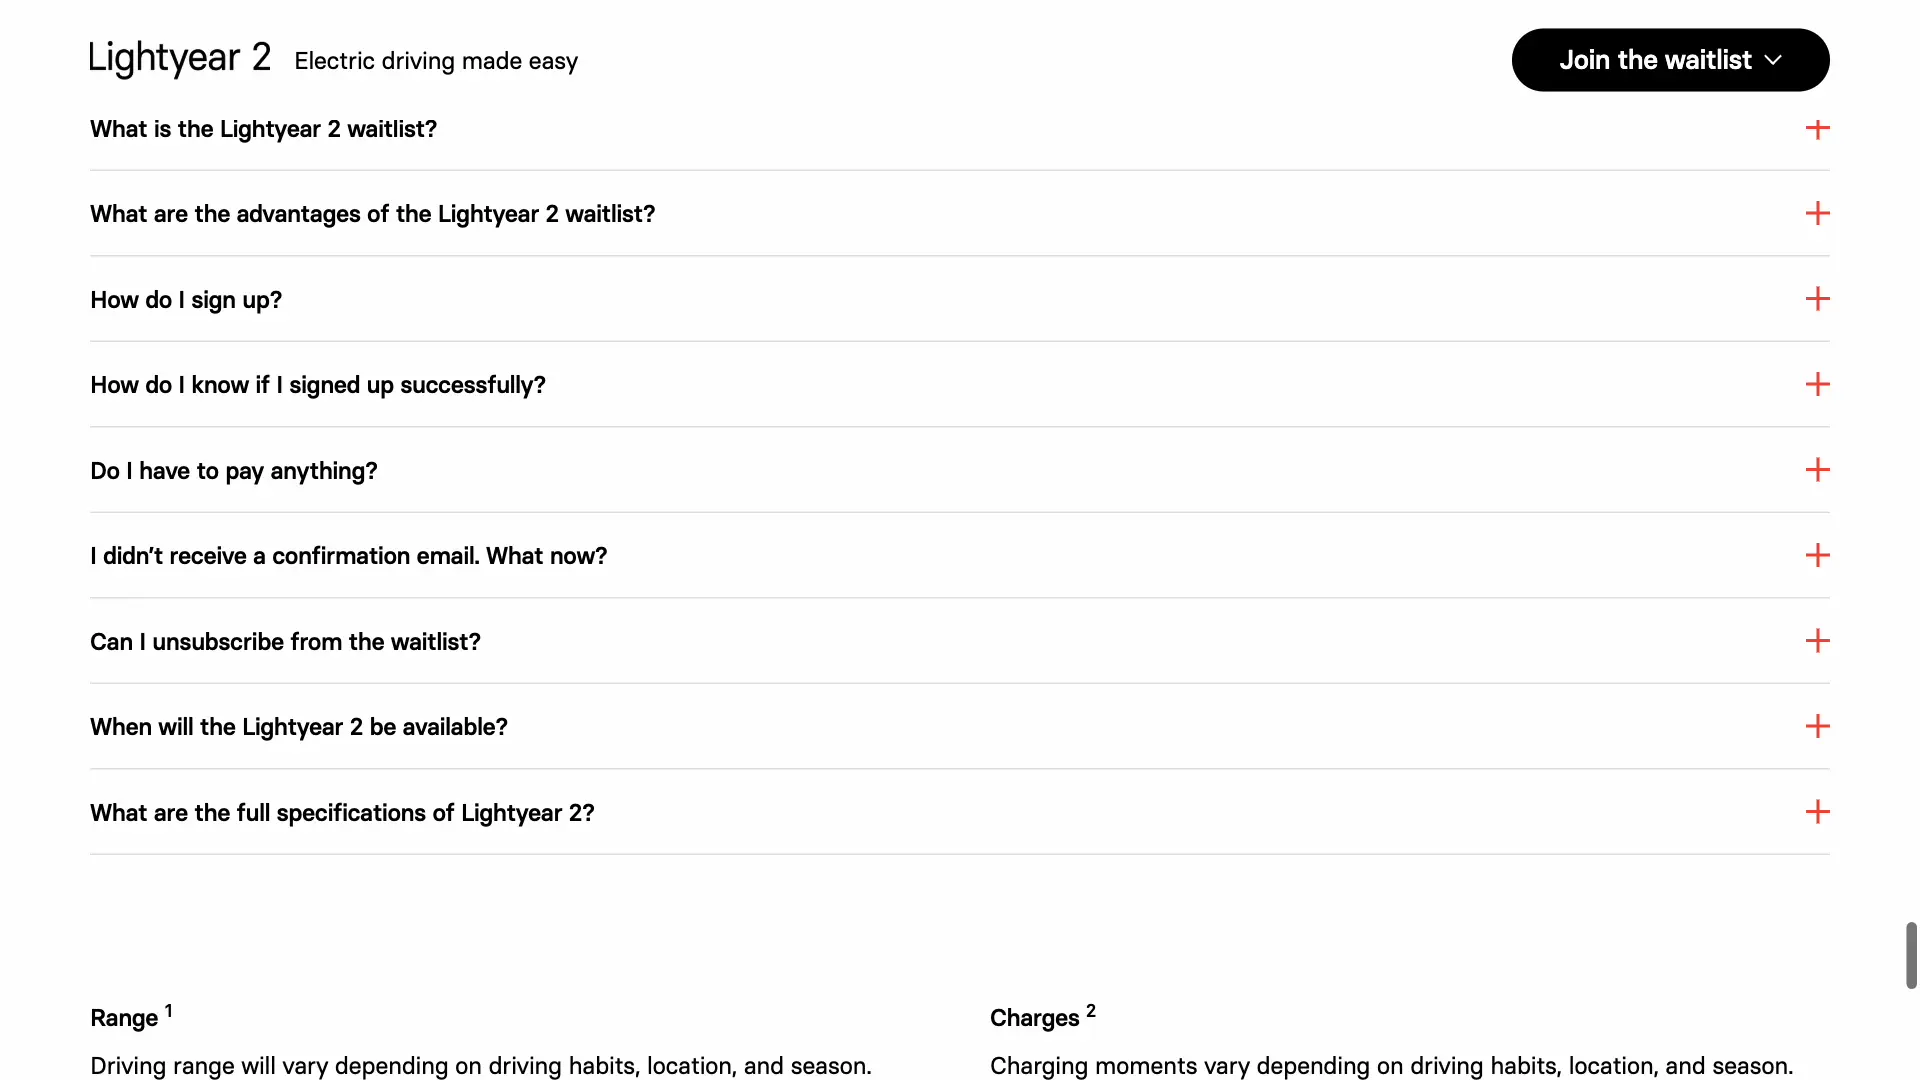 Lightyear 2 Electric driving made easy
Join the waitlist
What is the Lightyear 2 waitlist?
What are the advantages of the Lightyear 2 waitlist?
How do I sign up?
How do I know if I signed up successfully?
Do I have to pay anything?
I didn’t receive a confirmation email. What now?
Can I unsubscribe from the waitlist?
When will the Lightyear 2 be available?
What are the full specifications of Lightyear 2?
Range 1
Driving range will vary depending on driving habits, location, and season.
Charges 2
Charging moments vary depending on driving habits, location, and season.